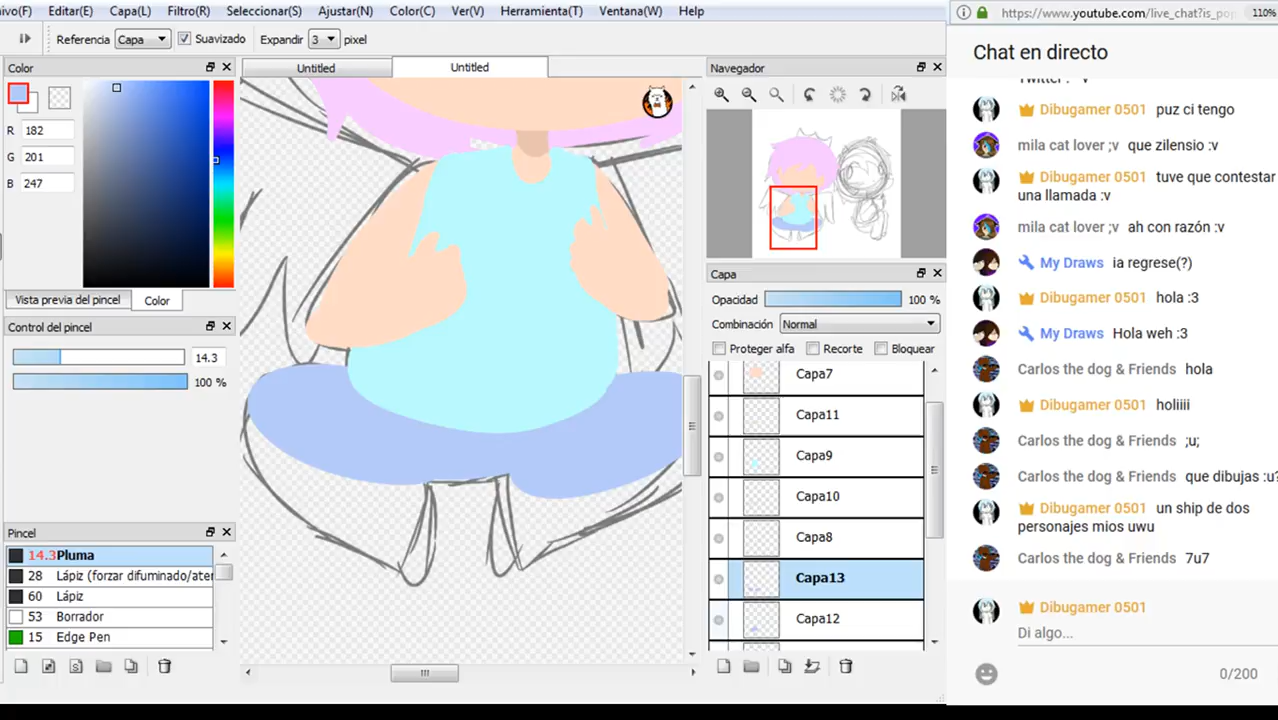 ivo(F) Editar(E) Capa(L) Filtro(R) Seleccionar(S) Ajustar(N) Color(C) Ver(V) Herramienta(T) Ventana(W) Help
Referencia Capa Suavizado Expandir 3 pixel
Color
R 182
G 201
B 247
Vista previa del pincel Color
Control del pincel
14.3
100 %
Pincel
14.3 Pluma
28 Lápiz (forzar difuminado/ater
60 Lápiz
53 Borrador
15 Edge Pen
Untitled Untitled
Navegador
Capa
Opacidad 100 %
Combinación Normal
Proteger alfa Recorte Bloquear
Capa7
Capa11
Capa9
Capa10
Capa8
Capa13
Capa12
https://www.youtube.com/live_chat?is_po 110%
Chat en directo
Twitter . v
Dibugamer 0501 puz ci tengo
mila cat lover ;v que zilensio :v
Dibugamer 0501 tuve que contestar
una llamada :v
mila cat lover ;v ah con razón :v
My Draws ia regrese(?)
Dibugamer 0501 hola :3
My Draws Hola weh :3
Carlos the dog & Friends hola
Dibugamer 0501 holiiii
Carlos the dog & Friends ;u;
Carlos the dog & Friends que dibujas :u?
Dibugamer 0501 un ship de dos
personajes mios uwu
Carlos the dog & Friends 7u7
Dibugamer 0501
Di algo...
0/200